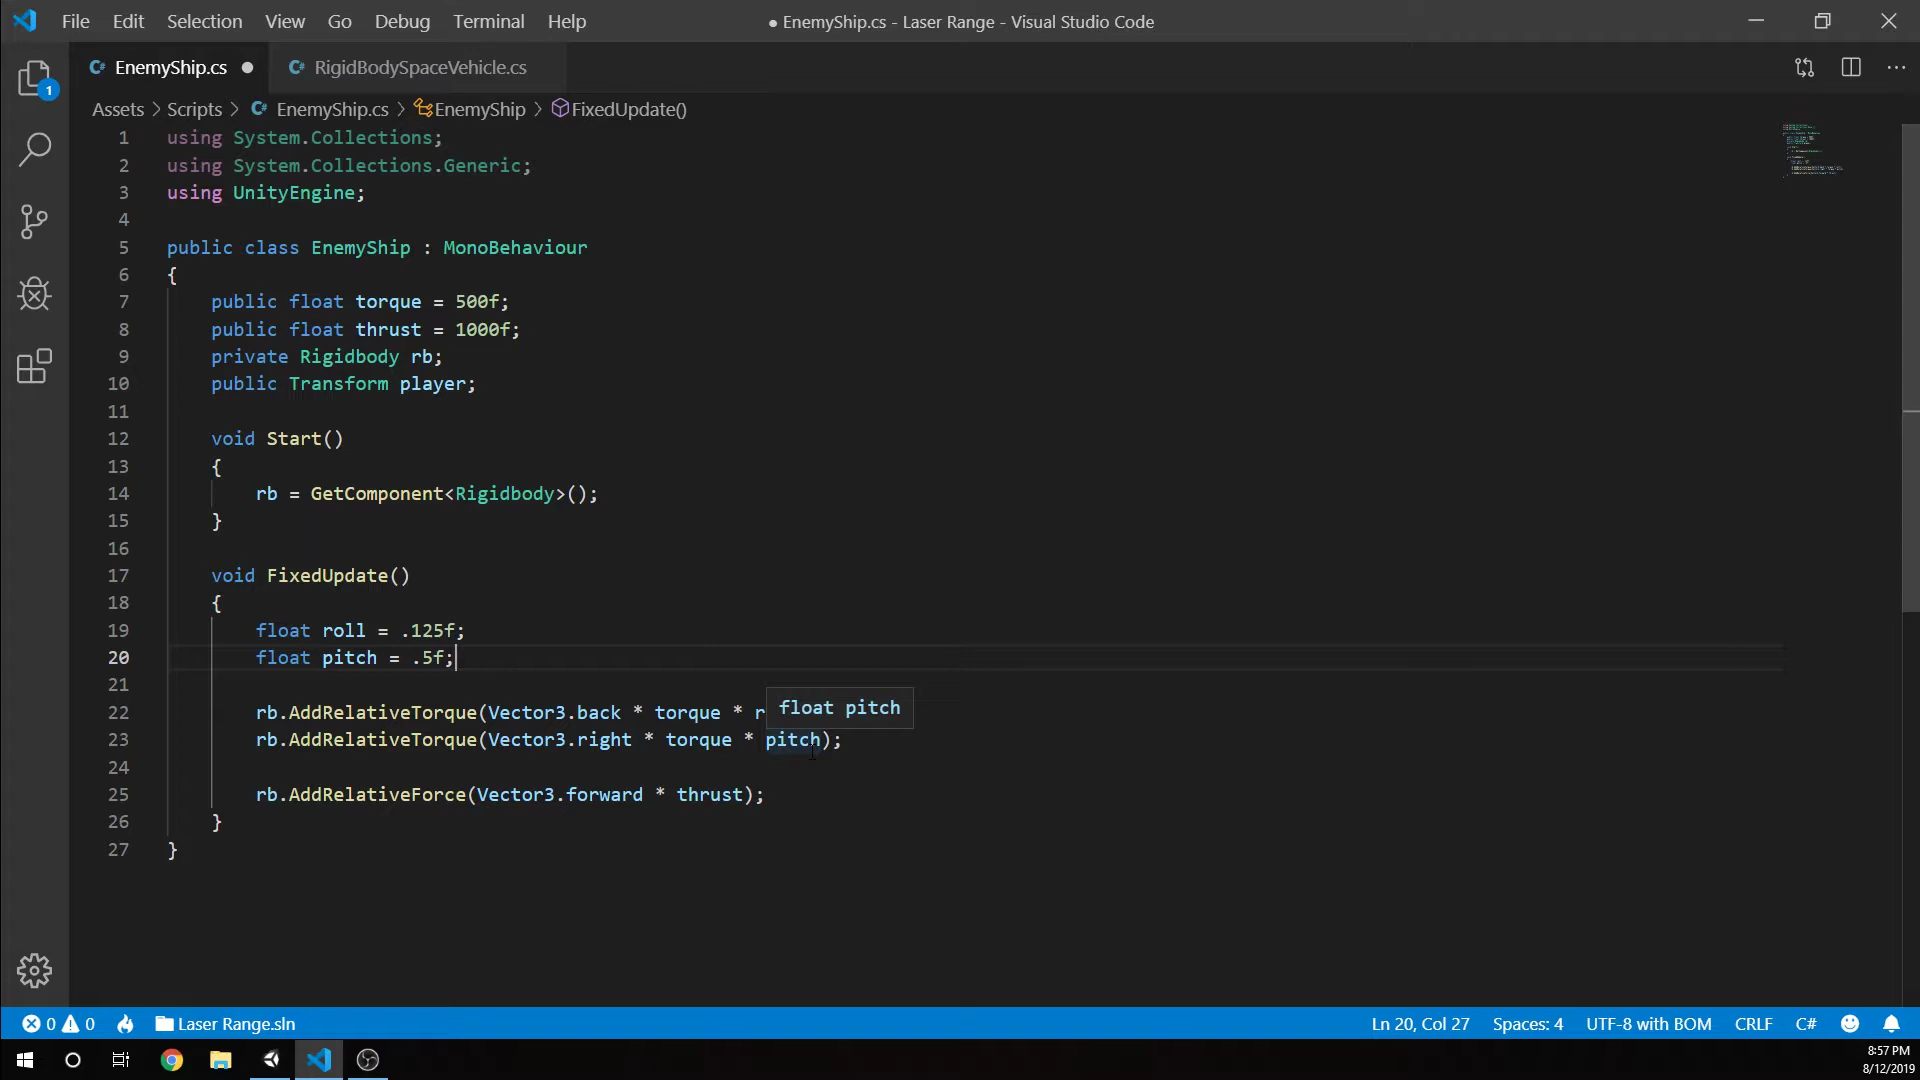 File Edit Selection View Go Debug Terminal Help
● EnemyShip.cs - Laser Range - Visual Studio Code
EnemyShip.cs ●
RigidBodySpaceVehicle.cs
1
Assets > Scripts > EnemyShip.cs > EnemyShip > FixedUpdate()
1 using System.Collections;
2 using System.Collections.Generic;
3 using UnityEngine;
4
5 public class EnemyShip : MonoBehaviour
6 {
7 public float torque = 500f;
8 public float thrust = 1000f;
9 private Rigidbody rb;
10 public Transform player;
11
12 void Start()
13 {
14 rb = GetComponent<Rigidbody>();
15 }
16
17 void FixedUpdate()
18 {
19 float roll = .125f;
20 float pitch = .5f;
21
22 rb.AddRelativeTorque(Vector3.back * torque * r
float pitch
23 rb.AddRelativeTorque(Vector3.right * torque * pitch);
24
25 rb.AddRelativeForce(Vector3.forward * thrust);
26 }
27 }
0 0 Laser Range.sln
Ln 20, Col 27 Spaces: 4 UTF-8 with BOM CRLF C#
8:57 PM
8/12/2019